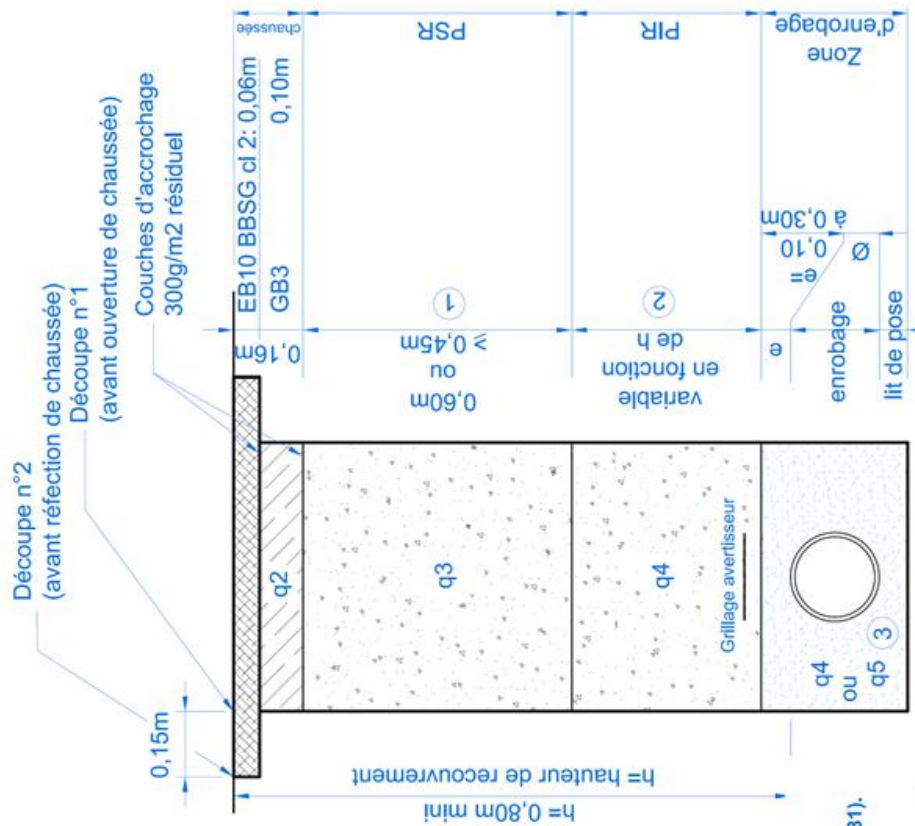 Découpe n°2
(avant réfection de chaussée)
Découpe n°1
(avant ouverture de chaussée)
Couches d'accrochage
300g/m2 résiduel
0,15m
EB10 BBSG cl 2: 0,06m
GB3 0,10m
chaussée
0,16m
q2
q3
0,60m
ou
≥ 0,45m
1
PSR
q4
Grillage avertisseur
variable
en fonction
de h
2
PIR
h= 0,80m mini
h= hauteur de recouvrement
q4
ou
q5
3
e
enrobage
lit de pose
e=
0,10
à 0,30m
Ø
Zone
d'enrobage
31).